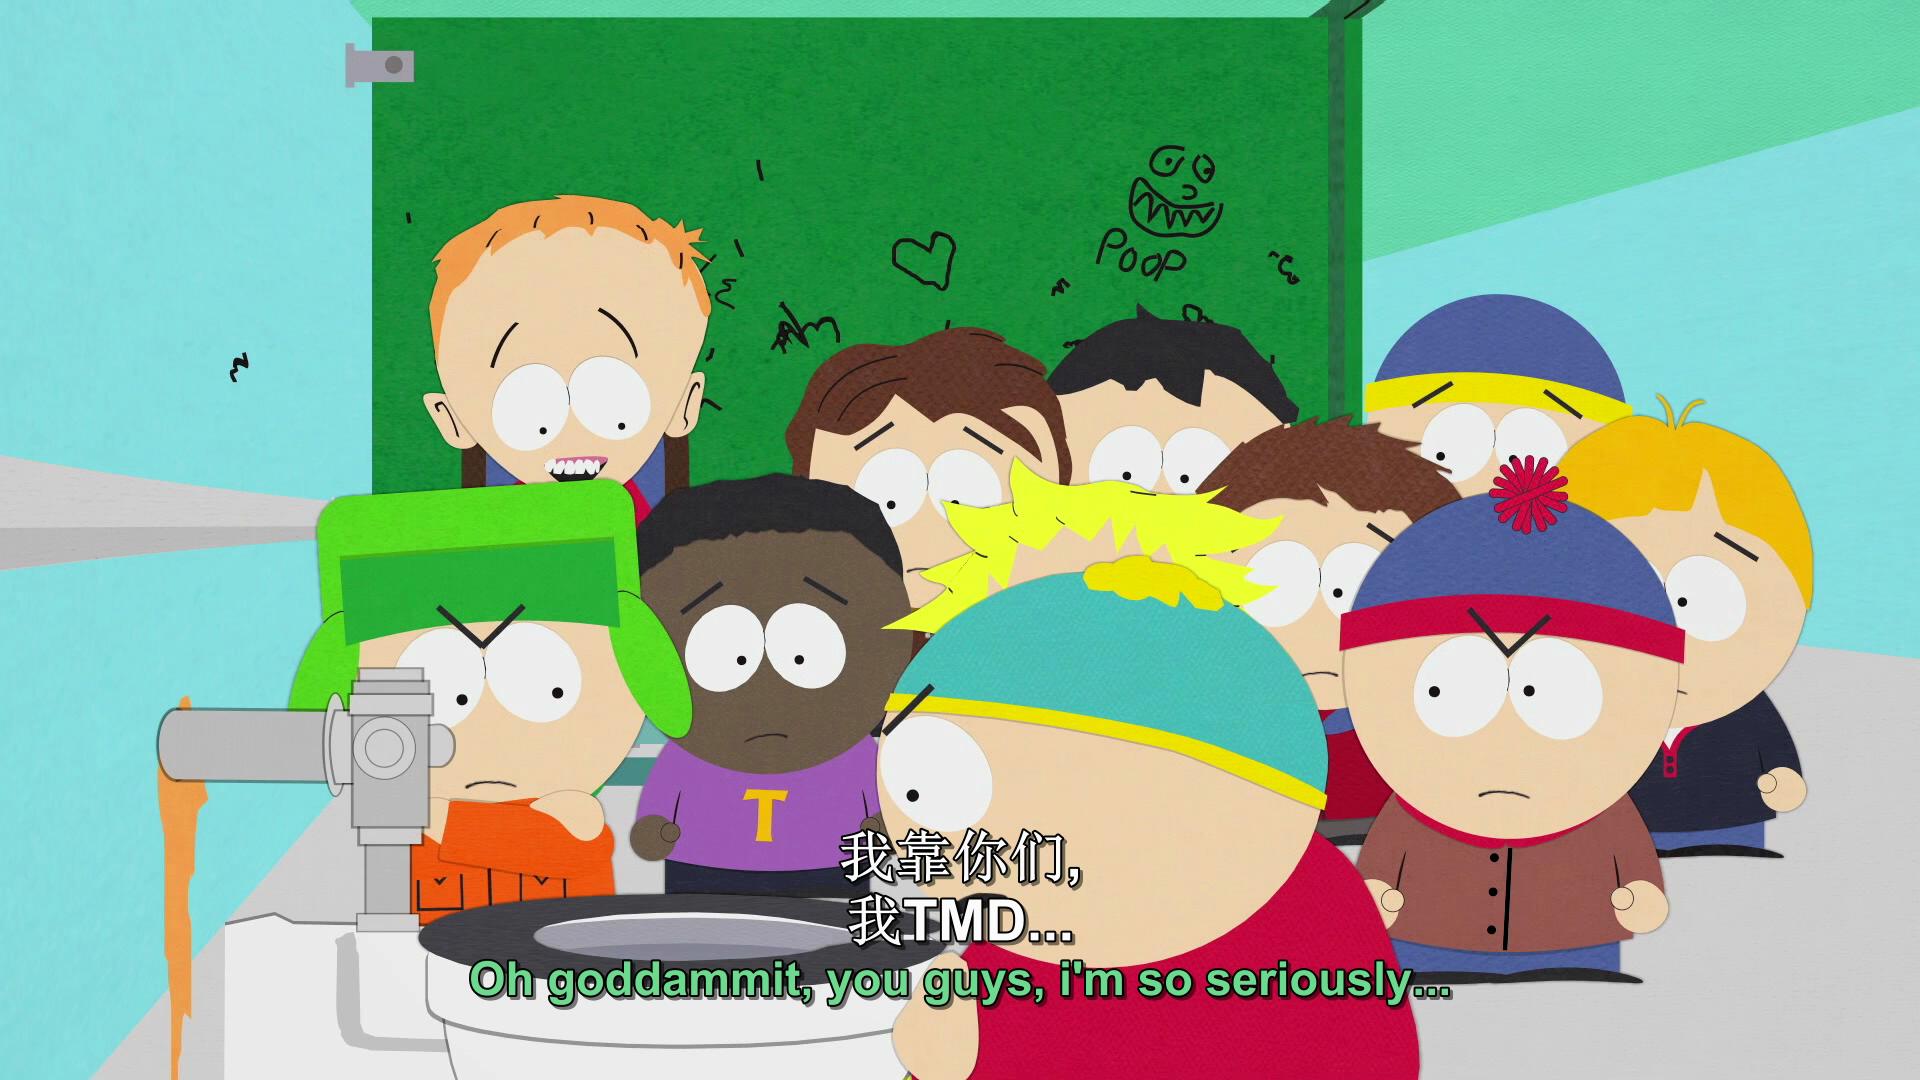 Poop
T
我靠你们,
我TMD...
Oh goddammit, you guys, i'm so seriously...